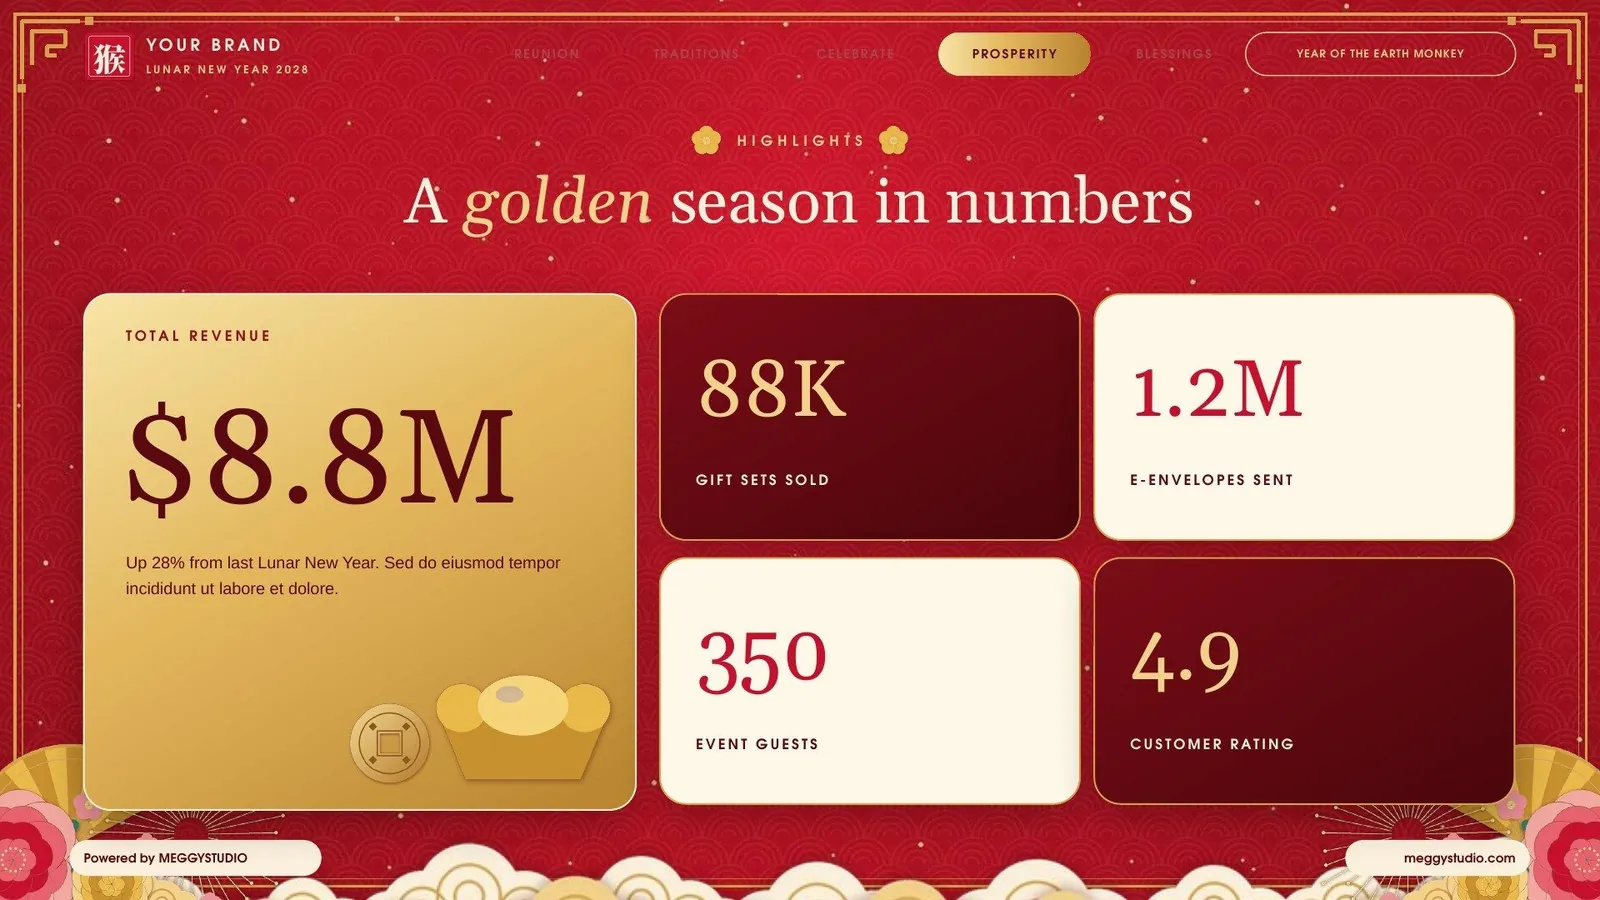 猴
YOUR BRAND
LUNAR NEW YEAR 2028
REUNION
TRADITIONS
CELEBRATE
PROSPERITY
BLESSINGS
YEAR OF THE EARTH MONKEY
HIGHLIGHTS
A golden season in numbers
TOTAL REVENUE
$8.8M
Up 28% from last Lunar New Year. Sed do eiusmod tempor
incididunt ut labore et dolore.
88K
GIFT SETS SOLD
1.2M
E-ENVELOPES SENT
350
EVENT GUESTS
4.9
CUSTOMER RATING
Powered by MEGGYSTUDIO
meggystudio.com